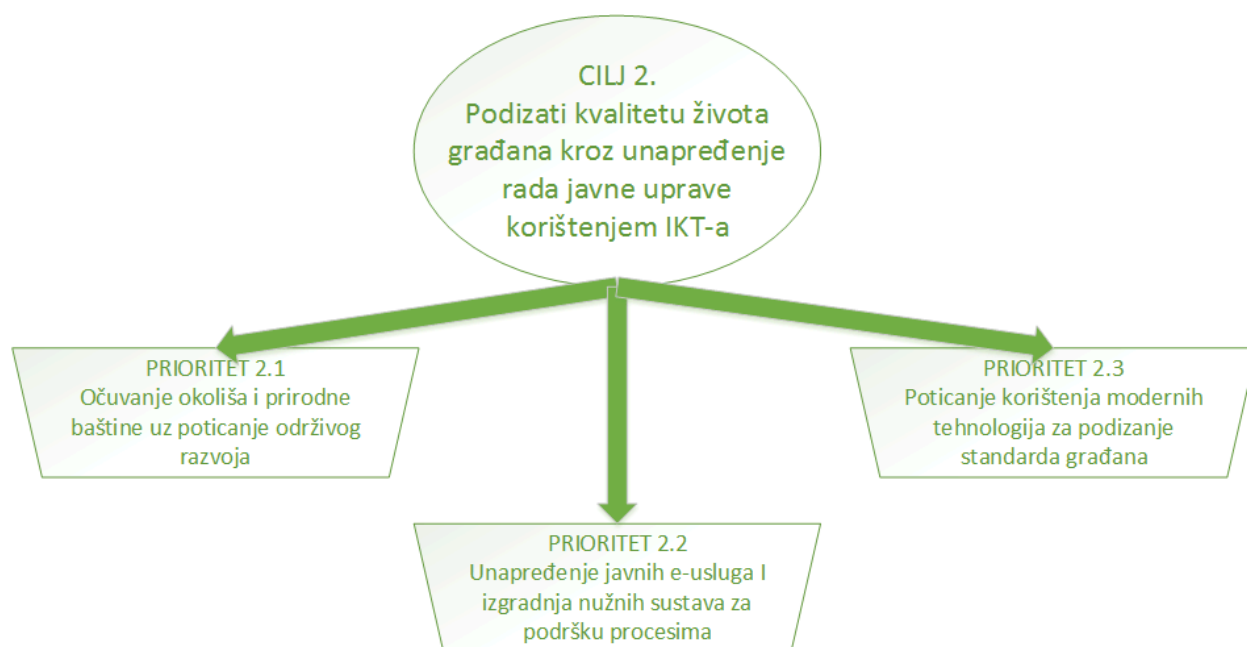 CILJ 2.
Podizati kvalitetu života
građana kroz unapređenje
rada javne uprave
korištenjem IKT-a
PRIORITET 2.1
Očuvanje okoliša i prirodne
baštine uz poticanje održivog
razvoja
PRIORITET 2.2
Unapređenje javnih e-usluga I
izgradnja nužnih sustava za
podršku procesima
PRIORITET 2.3
Poticanje korištenja modernih
tehnologija za podizanje
standarda građana